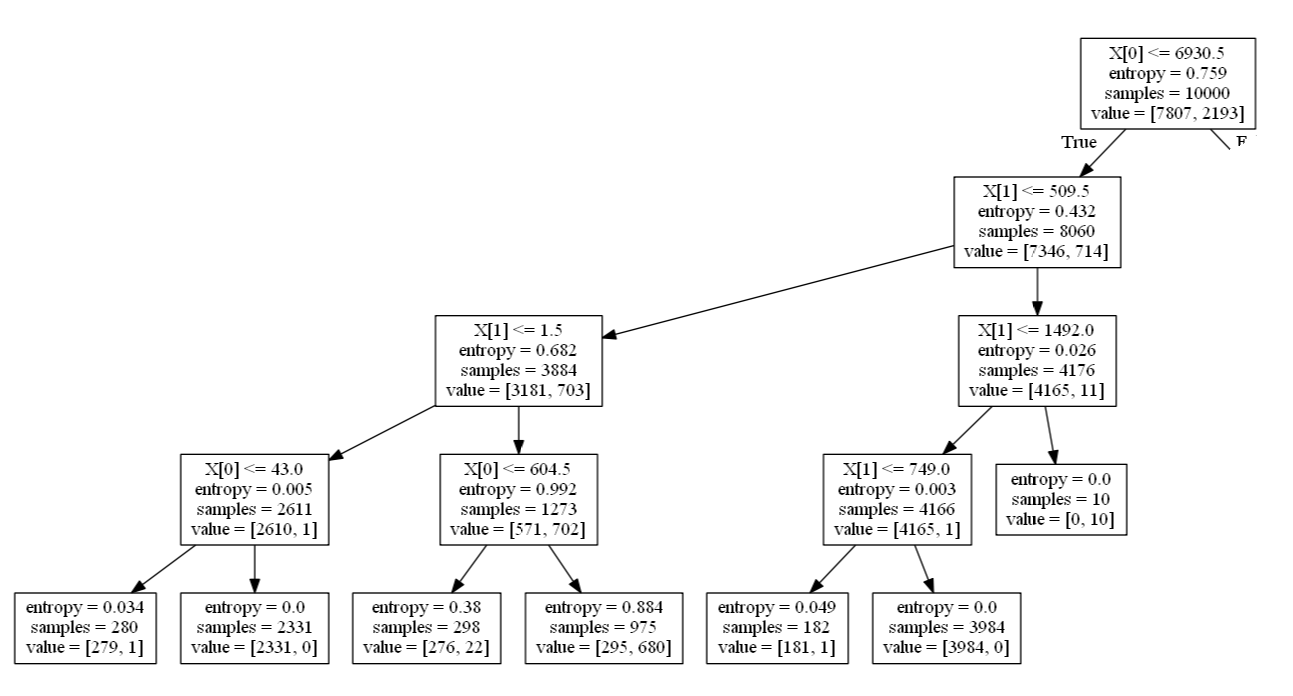 X[0] <= 6930.5
entropy = 0.759
samples = 10000
value = [7807, 2193]
True
F
X[1] <= 509.5
entropy = 0.432
samples = 8060
value = [7346, 714]
X[1] <= 1.5
entropy = 0.682
samples = 3884
value = [3181, 703]
X[1] <= 1492.0
entropy = 0.026
samples = 4176
value = [4165, 11]
X[0] <= 43.0
entropy = 0.005
samples = 2611
value = [2610, 1]
X[0] <= 604.5
entropy = 0.992
samples = 1273
value = [571, 702]
X[1] <= 749.0
entropy = 0.003
samples = 4166
value = [4165, 1]
entropy = 0.0
samples = 10
value = [0, 10]
entropy = 0.034
samples = 280
value = [279, 1]
entropy = 0.0
samples = 2331
value = [2331, 0]
entropy = 0.38
samples = 298
value = [276, 22]
entropy = 0.884
samples = 975
value = [295, 680]
entropy = 0.049
samples = 182
value = [181, 1]
entropy = 0.0
samples = 3984
value = [3984, 0]